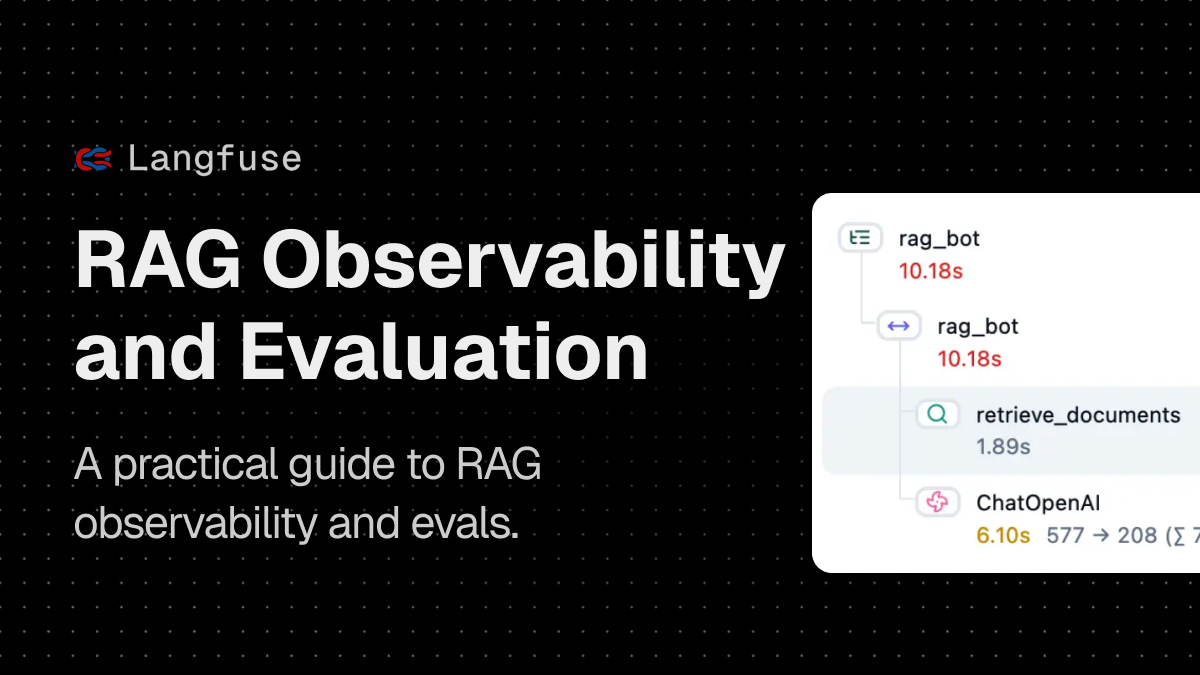 Langfuse
RAG Observability
and Evaluation
A practical guide to RAG
observability and evals.
rag_bot
10.18s
rag_bot
10.18s
retrieve_documents
1.89s
ChatOpenAI
6.10s 577 → 208 (∑ 7